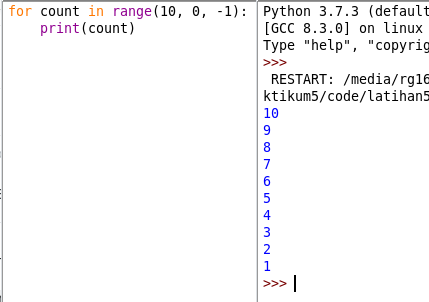 for count in range(10, 0, -1):
    print(count)
Python 3.7.3 (default
[GCC 8.3.0] on linux
Type "help", "copyrig
>>>
 RESTART: /media/rg16
ktikum5/code/latihan5
10
9
8
7
6
5
4
3
2
1
>>>